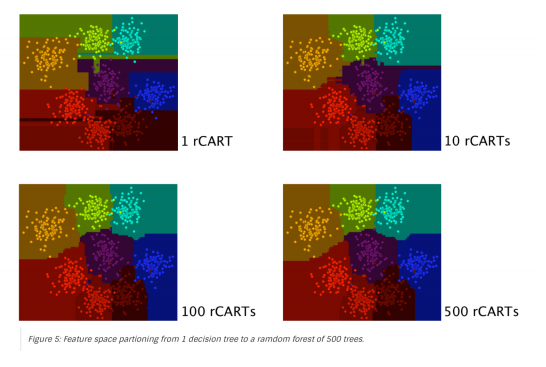 1 rCART
10 rCARTs
100 rCARTs
500 rCARTs
Figure 5: Feature space partioning from 1 decision tree to a ramdom forest of 500 trees.